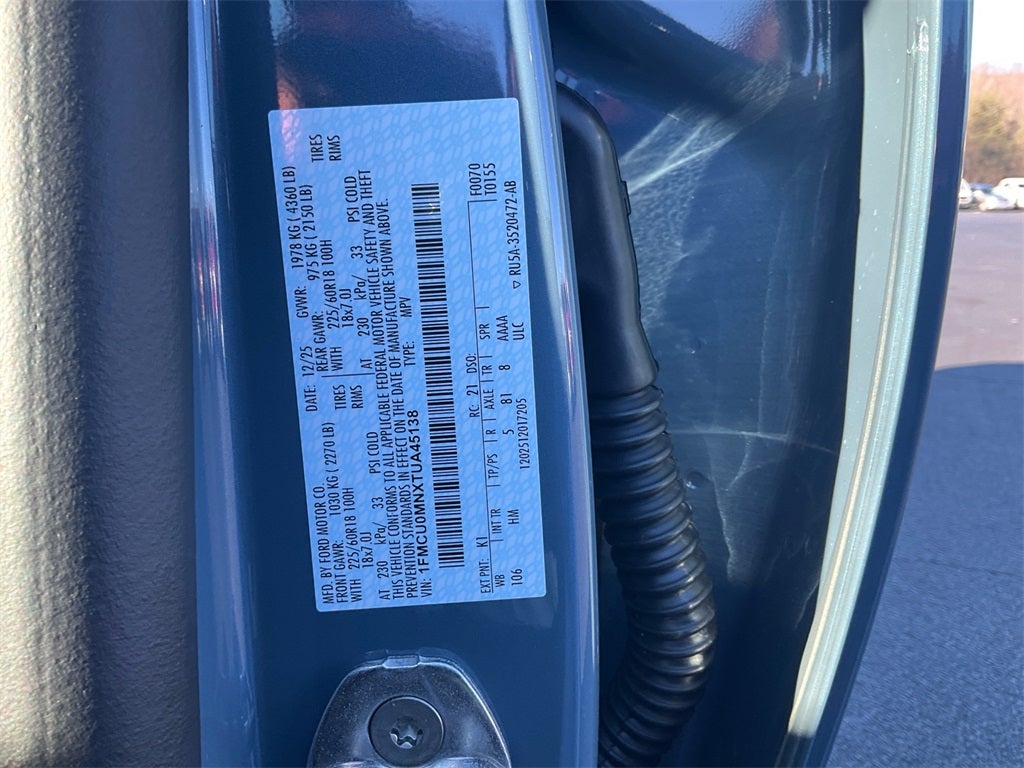 MFD. BY FORD MOTOR CO. DATE: 12/25 GVWR: 1978 KG ( 4360 LB)
FRONT GAWR: 1030 KG ( 2270 LB) REAR GAWR: 975 KG ( 2150 LB)
WITH 225/60R18 100H TIRES WITH 225/60R18 100H TIRES
18x7.0J RIMS 18x7.0J RIMS
AT 230 kPa/ 33 PSI COLD AT 230 kPa/ 33 PSI COLD
THIS VEHICLE CONFORMS TO ALL APPLICABLE FEDERAL MOTOR VEHICLE SAFETY AND THEFT
PREVENTION STANDARDS IN EFFECT ON THE DATE OF MANUFACTURE SHOWN ABOVE.
VIN: 1FMCU0MNXTUA45138 TYPE: MPV
EXT PNT: K1 RC: 21 DSO: F0070
WB INT TR TP/PS R AXLE TR SPR T0155
106 HM 5 81 8 AAAA
ULC
1202512017205 RU5A-3520472-AB